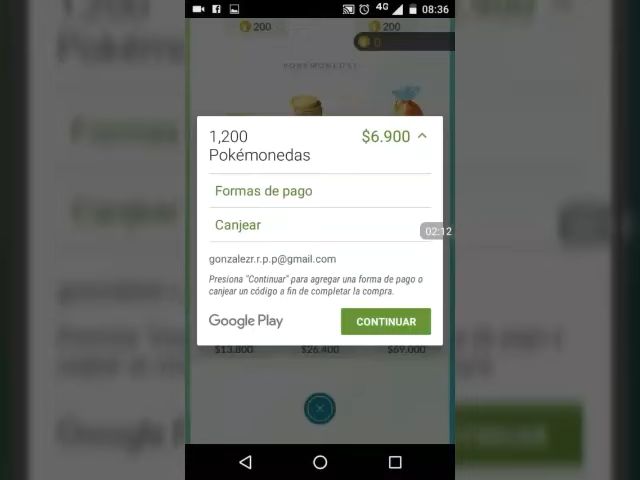 4G 08:36
200 200
0
POKÉMONEDAS
1,200 $6.900
Pokémonedas
Formas de pago
Canjear
02:12
gonzalezr.r.p.p@gmail.com
Presiona "Continuar" para agregar una forma de pago o
canjear un código a fin de completar la compra.
Google Play CONTINUAR
$13.800 $26.400 $69.000